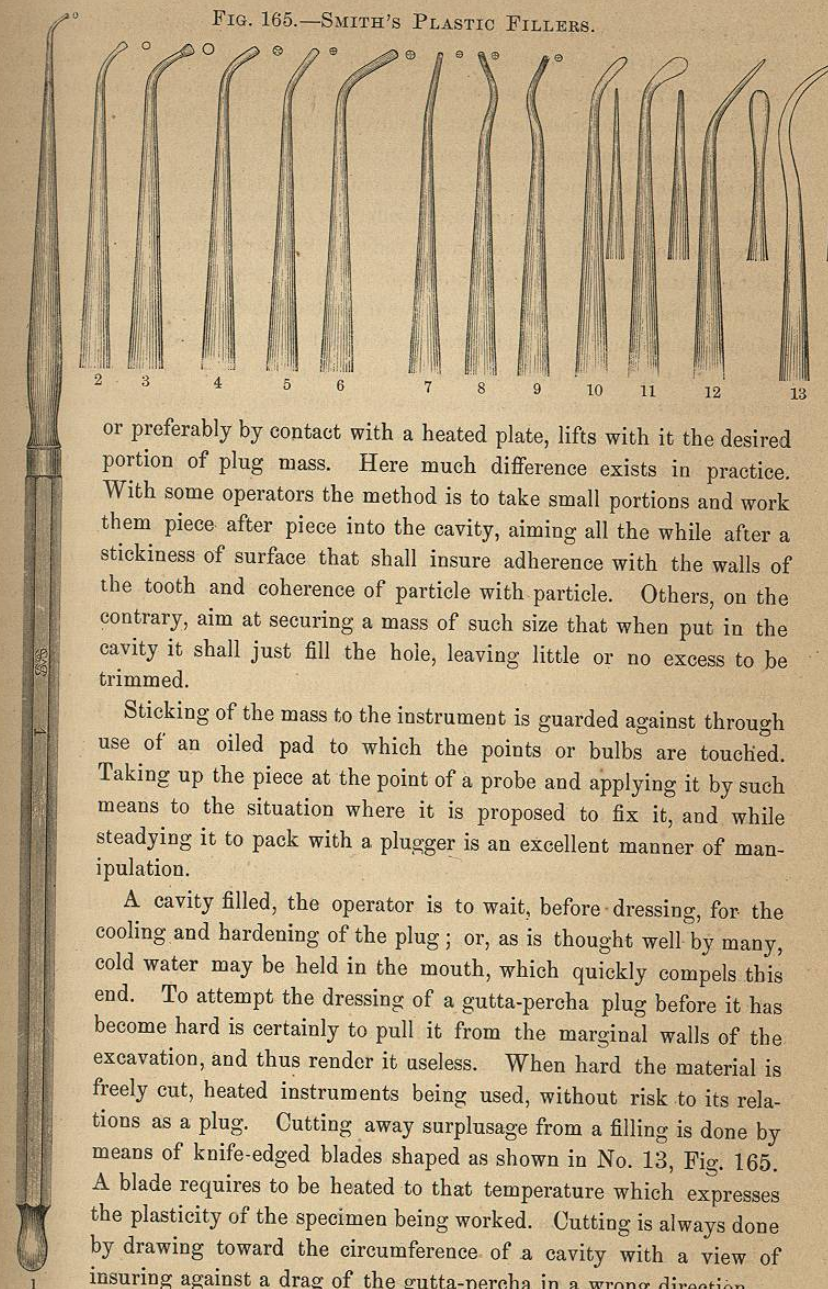 FIG. 165.—SMITH'S PLASTIC FILLERS.
2 3 4 5 6 7 8 9 10 11 12 13
or preferably by contact with a heated plate, lifts with it the desired
portion of plug mass. Here much difference exists in practice.
With some operators the method is to take small portions and work
them piece after piece into the cavity, aiming all the while after a
stickiness of surface that shall insure adherence with the walls of
the tooth and coherence of particle with particle. Others, on the
contrary, aim at securing a mass of such size that when put in the
cavity it shall just fill the hole, leaving little or no excess to be
trimmed.
Sticking of the mass to the instrument is guarded against through
use of an oiled pad to which the points or bulbs are touched.
Taking up the piece at the point of a probe and applying it by such
means to the situation where it is proposed to fix it, and while
steadying it to pack with a plugger is an excellent manner of man-
ipulation.
A cavity filled, the operator is to wait, before dressing, for the
cooling and hardening of the plug; or, as is thought well by many,
cold water may be held in the mouth, which quickly compels this
end. To attempt the dressing of a gutta-percha plug before it has
become hard is certainly to pull it from the marginal walls of the
excavation, and thus render it useless. When hard the material is
freely cut, heated instruments being used, without risk to its rela-
tions as a plug. Cutting away surplusage from a filling is done by
means of knife-edged blades shaped as shown in No. 13, Fig. 165.
A blade requires to be heated to that temperature which expresses
the plasticity of the specimen being worked. Cutting is always done
by drawing toward the circumference of a cavity with a view of
insuring against a drag of the gutta-percha in a wrong direction
1
1